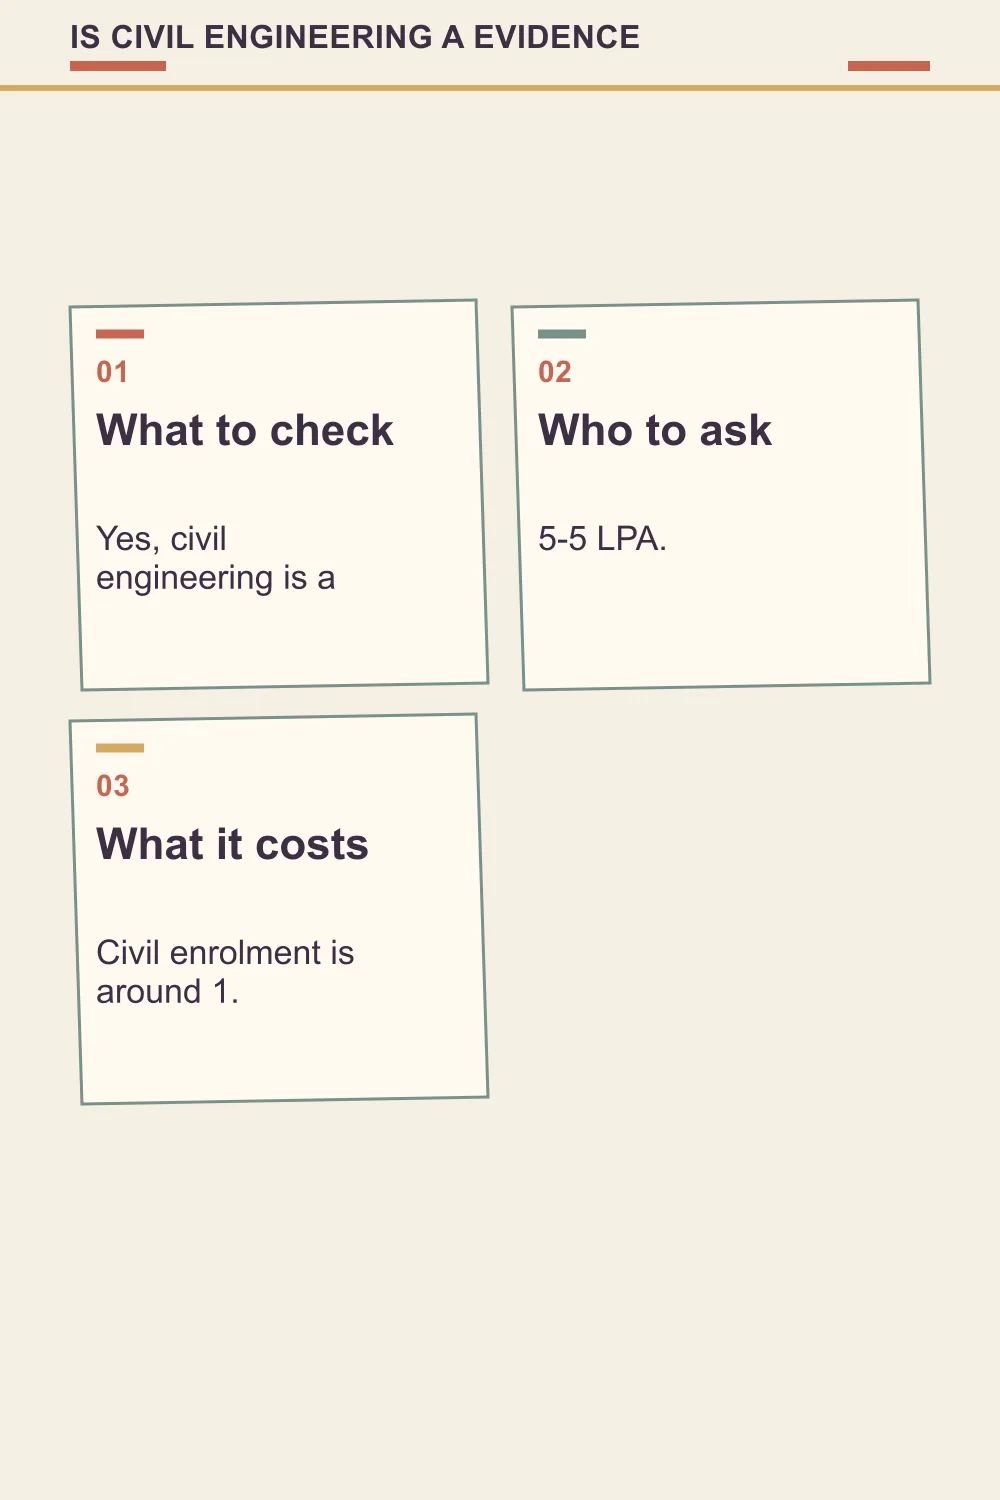 IS CIVIL ENGINEERING A EVIDENCE
01
What to check
Yes, civil
engineering is a
02
Who to ask
5-5 LPA.
03
What it costs
Civil enrolment is
around 1.